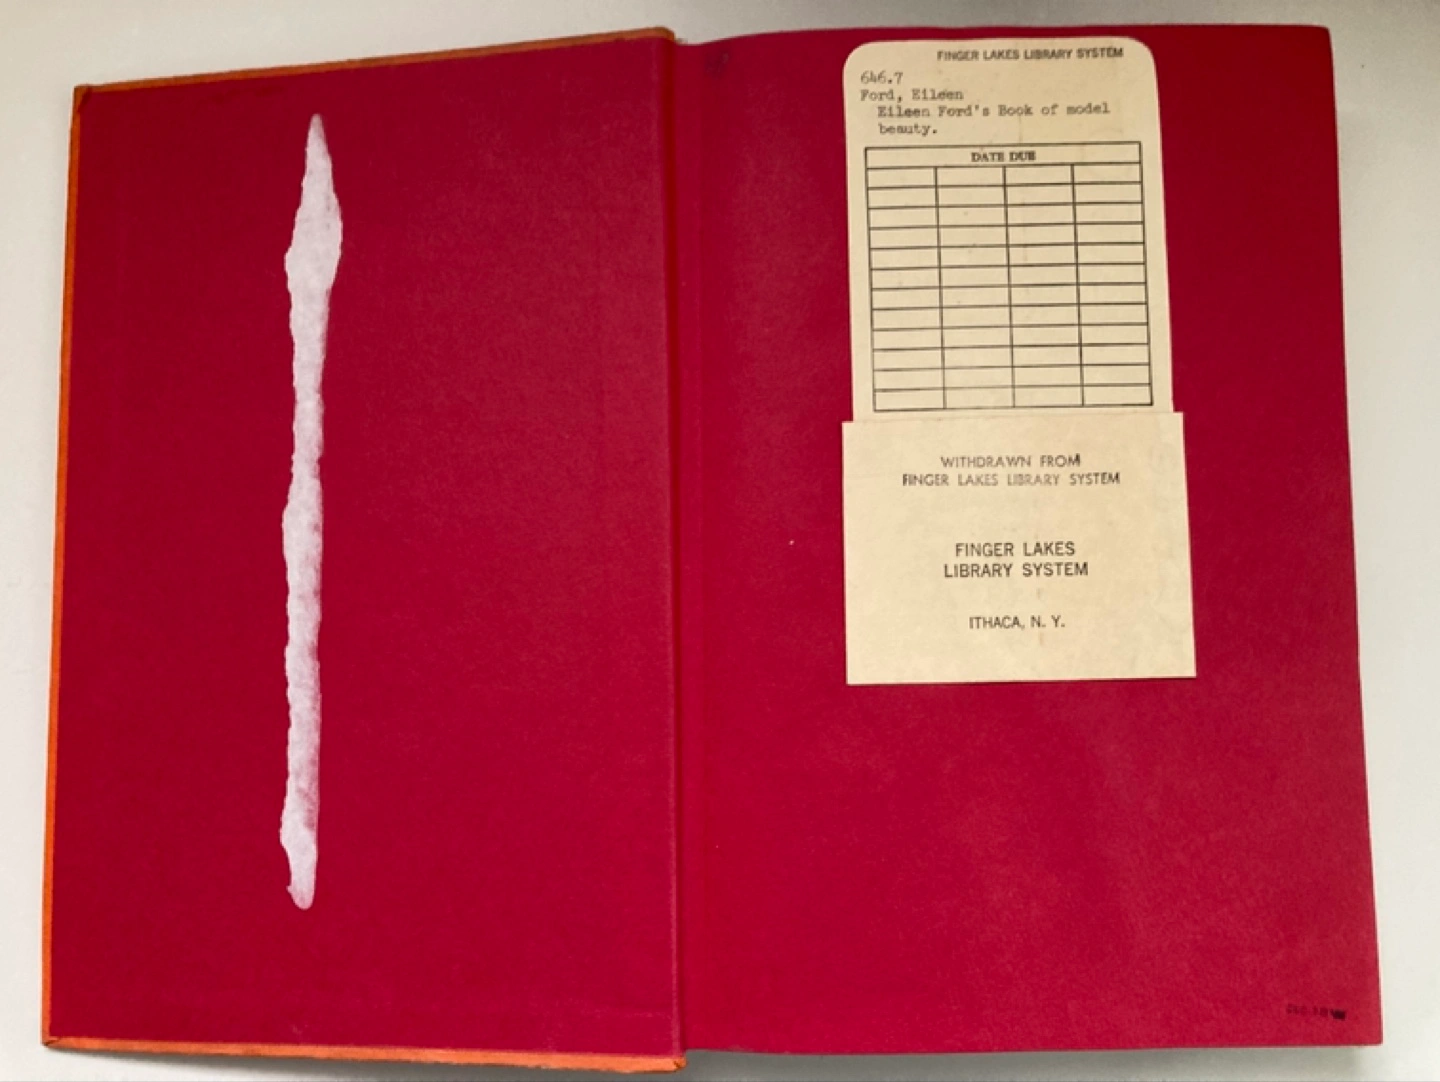 FINGER LAKES LIBRARY SYSTEM
646.7
Ford, Eileen
Eileen Ford's Book of model
beauty.
DATE DUE
WITHDRAWN FROM
FINGER LAKES LIBRARY SYSTEM
FINGER LAKES
LIBRARY SYSTEM
ITHACA, N. Y.